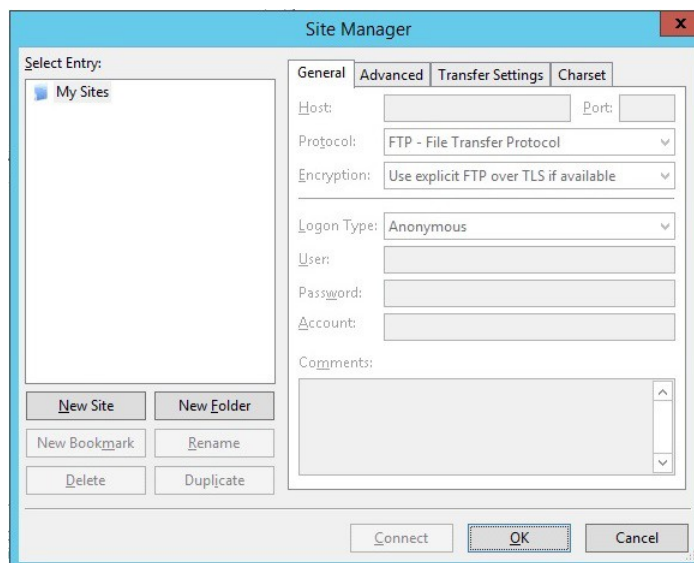 Site Manager
x
Select Entry:
My Sites
New Site
New Folder
New Bookmark
Rename
Delete
Duplicate
General
Advanced
Transfer Settings
Charset
Host:
Port:
Protocol:
FTP - File Transfer Protocol
Encryption:
Use explicit FTP over TLS if available
Logon Type:
Anonymous
User:
Password:
Account:
Comments:
Connect
OK
Cancel